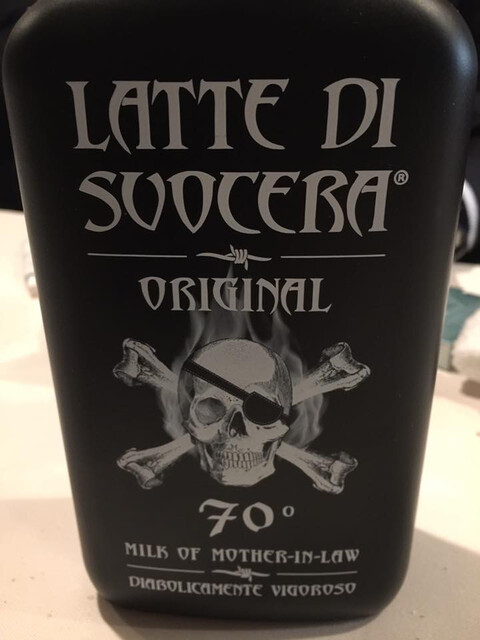 LATTE DI
SUOCERA®
ORIGINAL
70°
MILK OF MOTHER-IN-LAW
DIABOLICAMENTE VIGOROSO